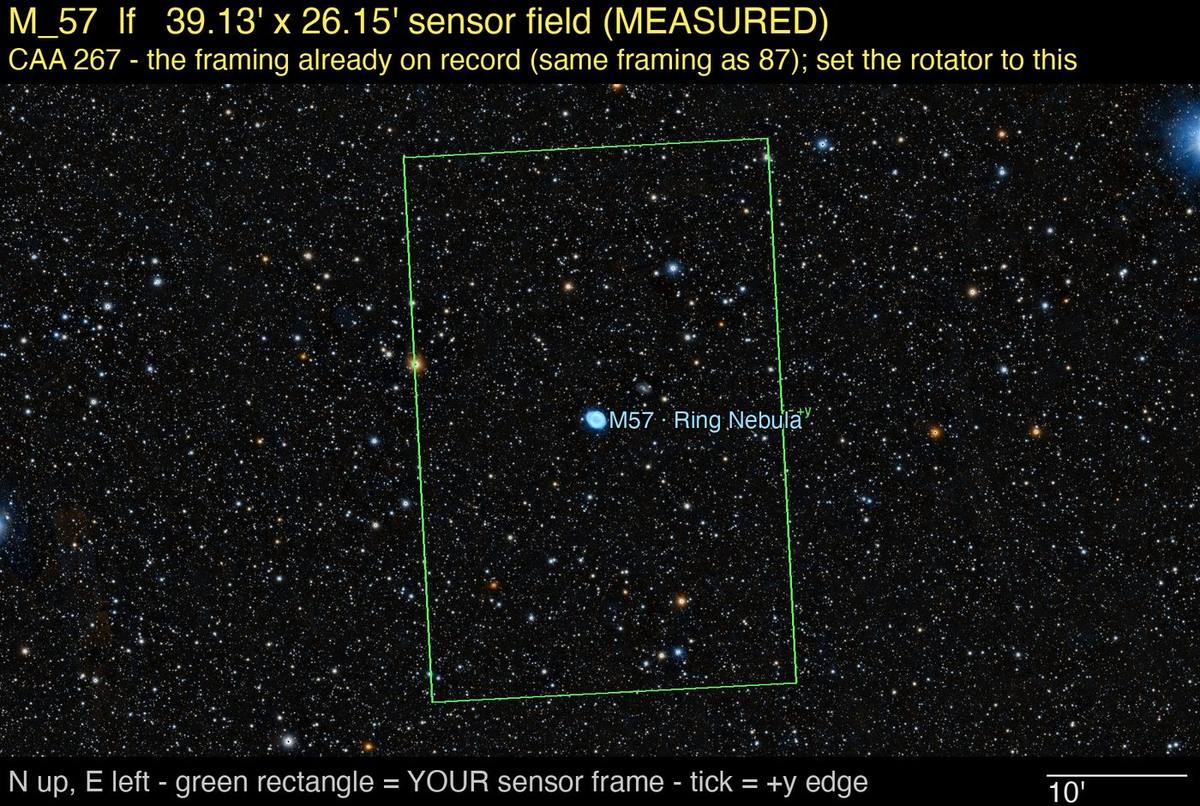 M_57 lf 39.13' x 26.15' sensor field (MEASURED)
CAA 267 - the framing already on record (same framing as 87); set the rotator to this
+y
M57 · Ring Nebula
N up, E left - green rectangle = YOUR sensor frame - tick = +y edge
10'